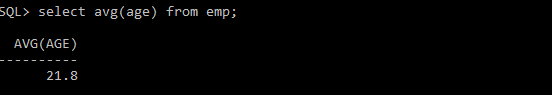 SQL> select avg(age) from emp;
AVG(AGE)
----------
21.8